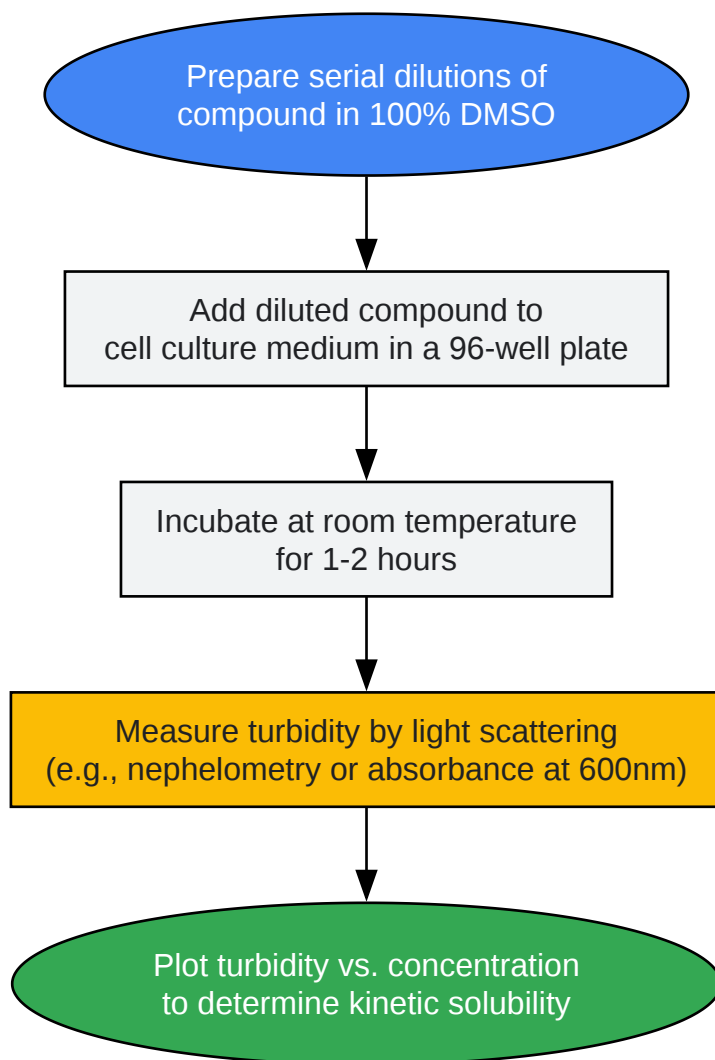 Prepare serial dilutions of
compound in 100% DMSO
Add diluted compound to
cell culture medium in a 96-well plate
Incubate at room temperature
for 1-2 hours
Measure turbidity by light scattering
(e.g., nephelometry or absorbance at 600nm)
Plot turbidity vs. concentration
to determine kinetic solubility